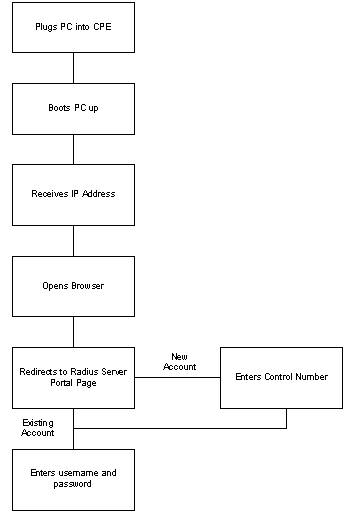 Plugs PC into CPE
Boots PC up
Receives IP Address
Opens Browser
Redirects to Radius Server
Portal Page
New
Account
Enters Control Number
Existing
Account
Enters username and
password